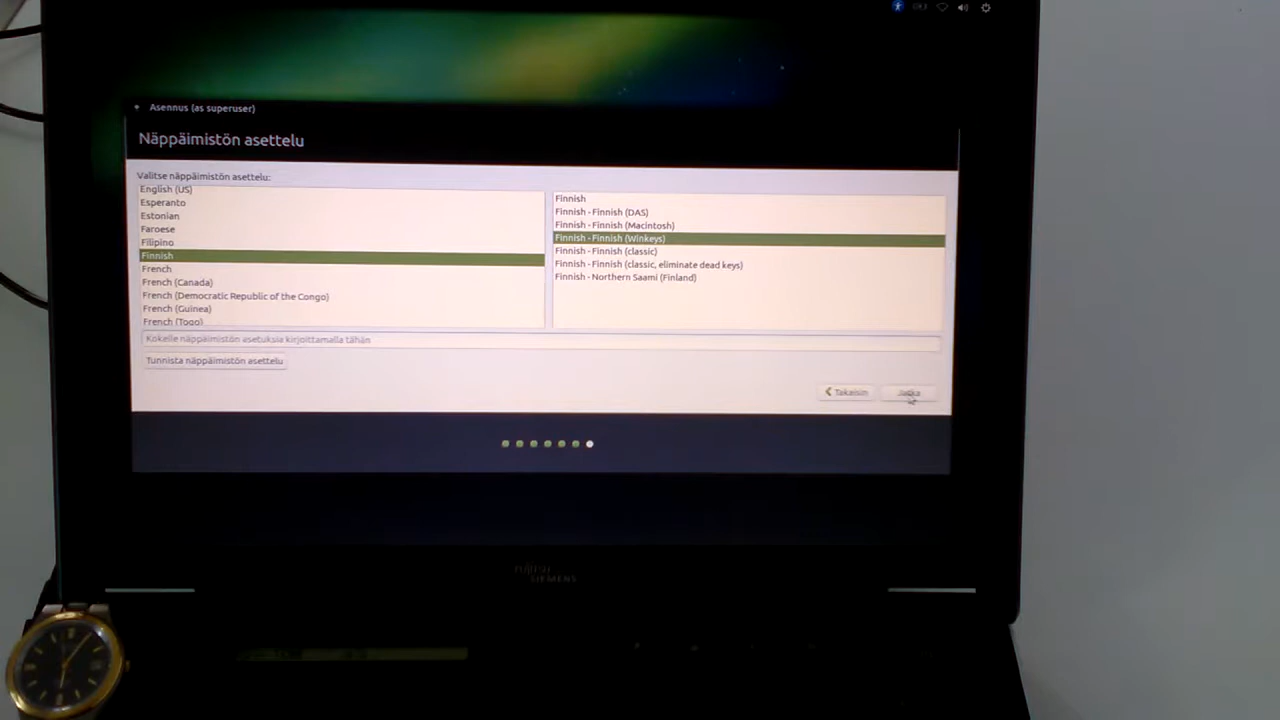 Asennus (as superuser)
Näppäimistön asettelu
Valitse näppäimistön asettelu:
English (US)
Esperanto
Estonian
Faroese
Filipino
Finnish
French
French (Canada)
French (Democratic Republic of the Congo)
French (Guinea)
French (Togo)
Finnish
Finnish - Finnish (DAS)
Finnish - Finnish (Macintosh)
Finnish - Finnish (Winkeys)
Finnish - Finnish (classic)
Finnish - Finnish (classic, eliminate dead keys)
Finnish - Northern Saami (Finland)
Kokeile näppäimistön asetuksia kirjoittamalla tähän
Tunnista näppäimistön asettelu
Takaisin
Jatka
FUJITSU
SIEMENS